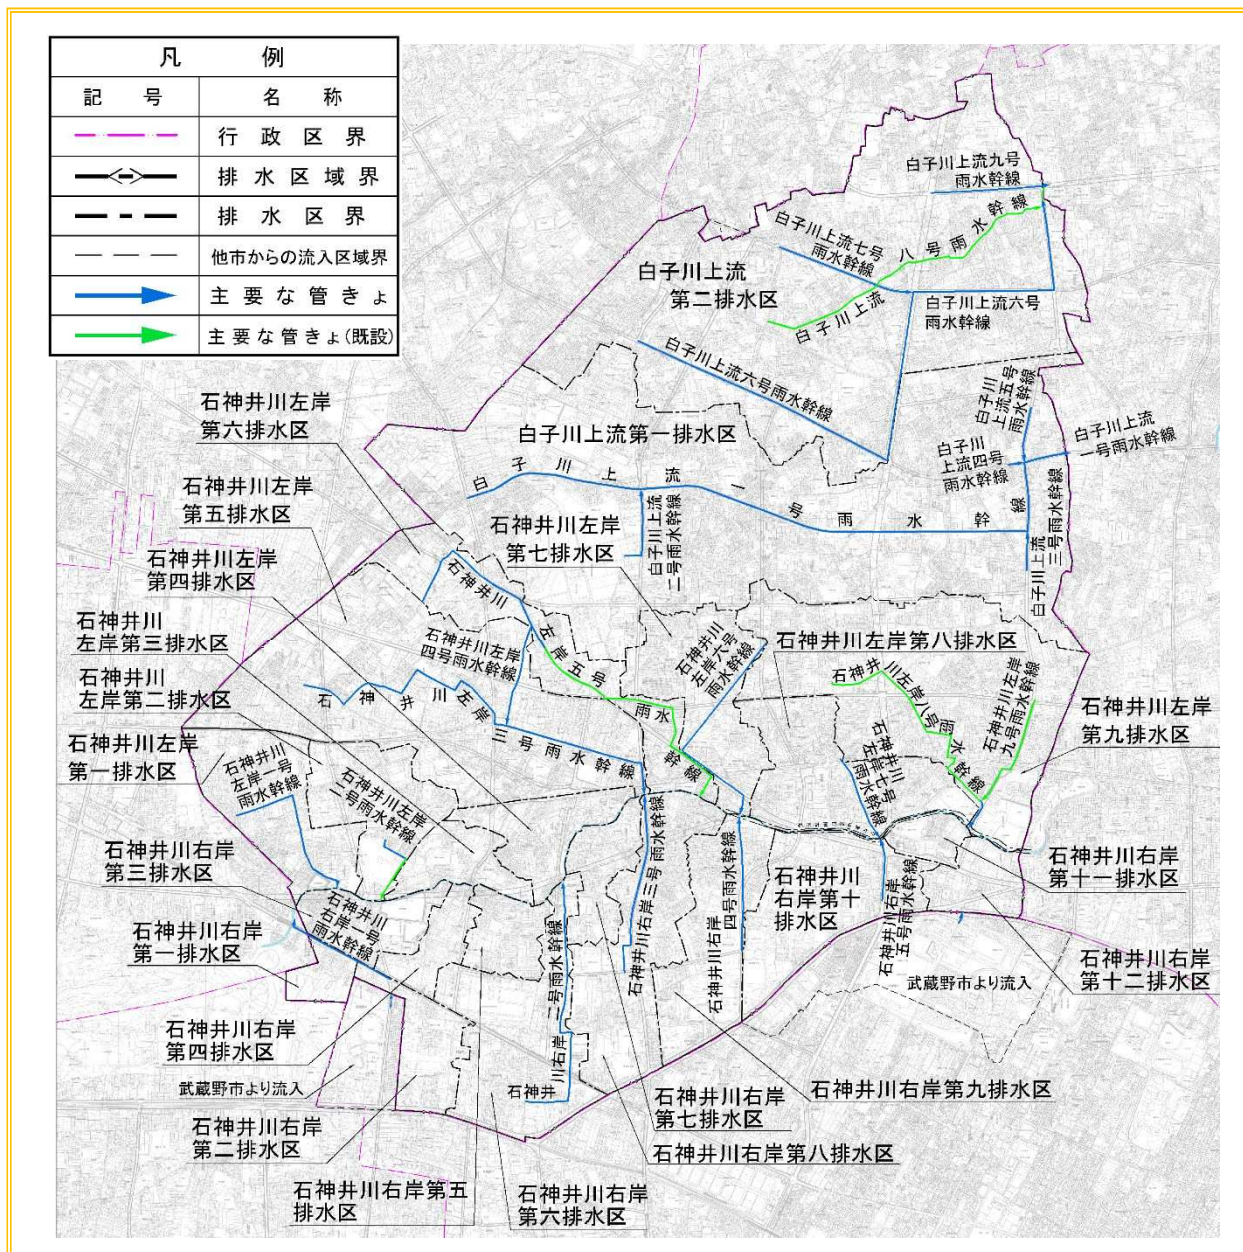 凡例
記号 名称
行政区界
排水区域界
排水区界
他市からの流入区域界
主要な管きょ
主要な管きょ(既設)
白子川上流九号
雨水幹線
白子川上流七号
雨水幹線
白子川上流
八号雨水幹線
白子川上流
第二排水区
白子川上流六号
雨水幹線
白子川上流六号雨水幹線
白子川
上流五号
雨水幹線
白子川上流
一号雨水幹線
白子川
上流四号
雨水幹線
白子川上流
三号雨水幹線
白子川上流第一排水区
白子川上流一号雨水幹線
白子川上流
二号雨水幹線
石神井川左岸
第六排水区
石神井川左岸
第五排水区
石神井川左岸
第四排水区
石神井川
左岸第三排水区
石神井川
左岸第二排水区
石神井川左岸
第一排水区
石神井川左岸
第七排水区
石神井川
左岸五号
雨水
幹線
石神井川左岸
四号雨水幹線
石神井川
左岸六号
雨水幹線
石神井川左岸第八排水区
石神井川左岸八号雨水幹線
石神井川左岸
九号雨水幹線
石神井川左岸
第九排水区
石神井川左岸
三号雨水幹線
石神井川
左岸一号
雨水幹線
石神井川左岸
二号雨水幹線
石神井川
左岸七号
雨水幹線
石神井川右岸
第三排水区
石神井川右岸
第一排水区
石神井川
右岸一号
雨水幹線
石神井川右岸
二号雨水幹線
石神井川右岸三号雨水幹線
石神井川右岸
四号雨水幹線
石神井川
右岸第十
排水区
石神井川右岸
五号雨水幹線
石神井川右岸
第十一排水区
石神井川右岸
第十二排水区
武蔵野市より流入
石神井川右岸
第四排水区
武蔵野市より流入
石神井川右岸
第二排水区
石神井川右岸第五
排水区
石神井川右岸
第六排水区
石神井川右岸
第七排水区
石神井川右岸第八排水区
石神井川右岸第九排水区